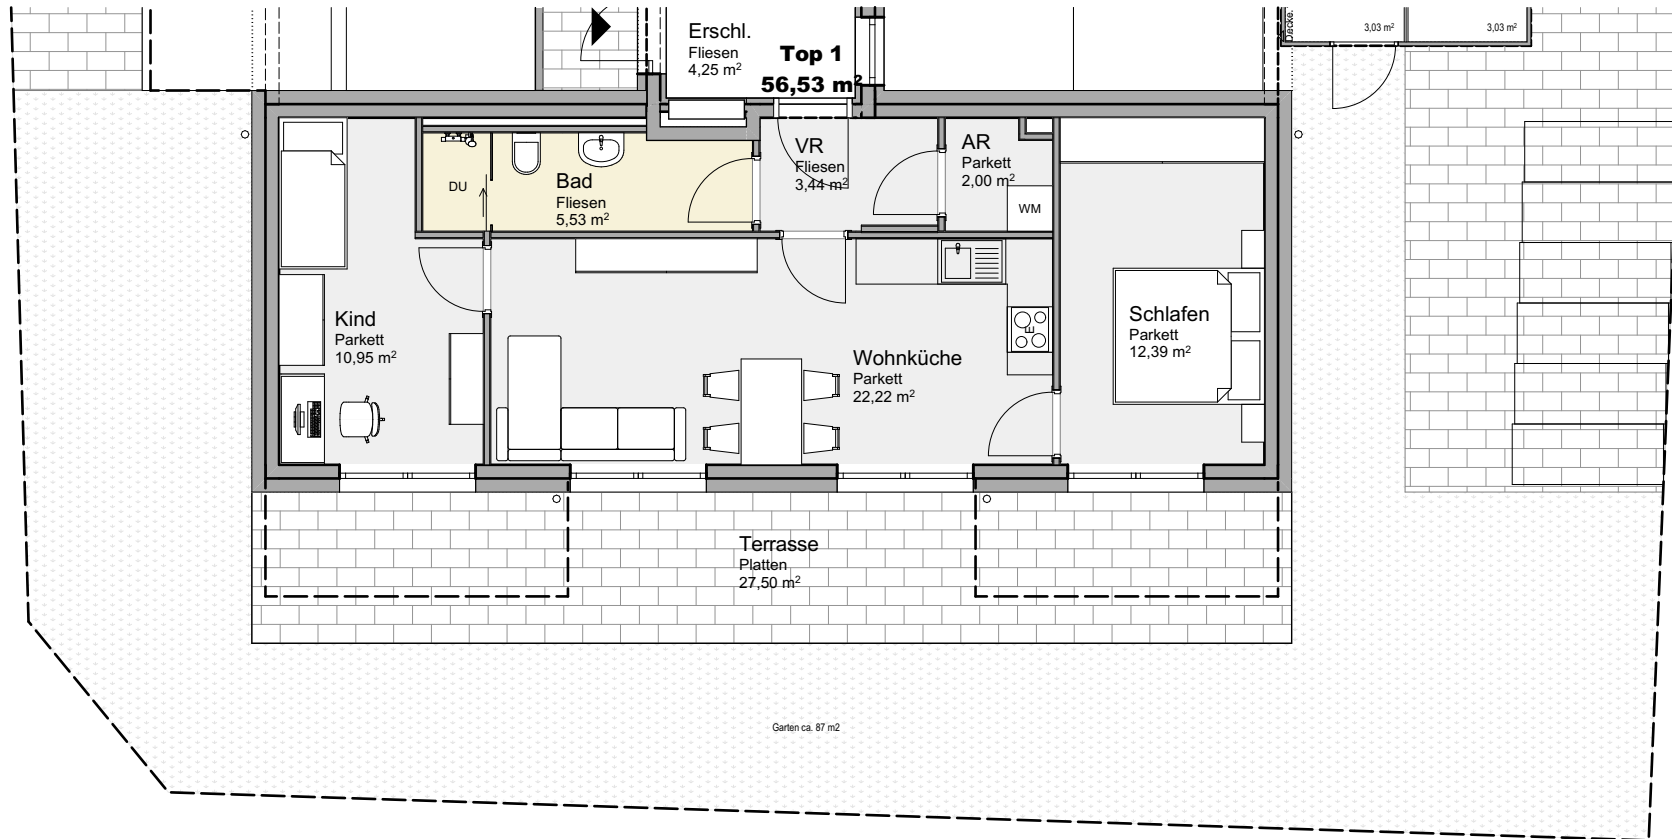 Erschl.
Fliesen
4,25 m²
Top 1
56,53 m²
Decke.
3,03 m²
3,03 m²
DU
Bad
Fliesen
5,53 m²
VR
Fliesen
3,44 m²
AR
Parkett
2,00 m²
WM
Kind
Parkett
10,95 m²
Wohnküche
Parkett
22,22 m²
E
Schlafen
Parkett
12,39 m²
Terrasse
Platten
27,50 m²
Garten ca. 87 m2